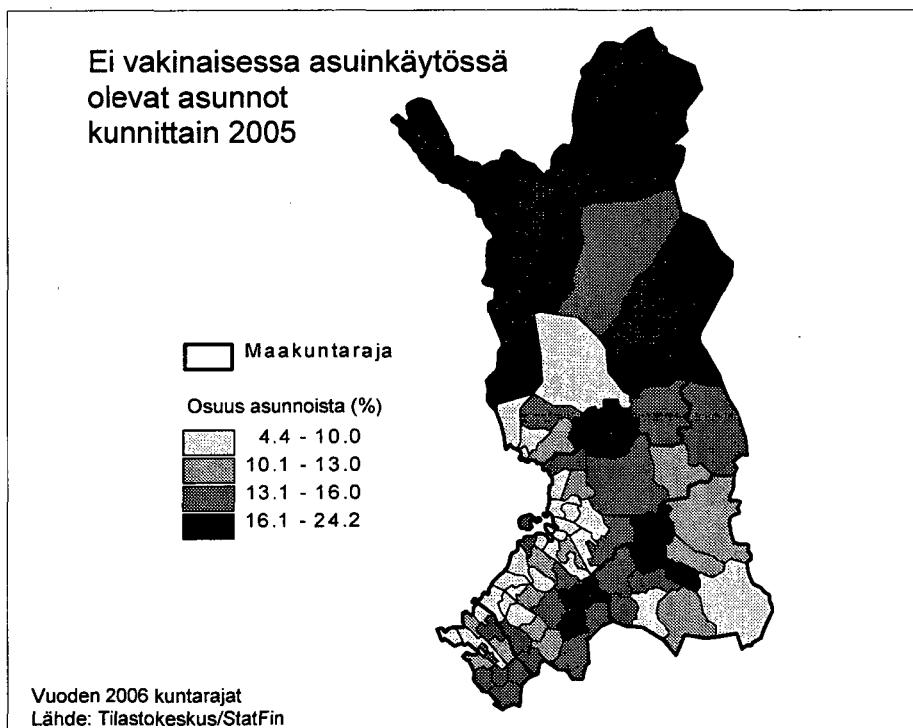 Ei vakinaisessa asuinkäytössä
olevat asunnot
kunnittain 2005
Maakuntaraja
Osuus asunnoista (%)
4.4 - 10.0
10.1 - 13.0
13.1 - 16.0
16.1 - 24.2
Vuoden 2006 kuntarajat
Lähde: Tilastokeskus/StatFin